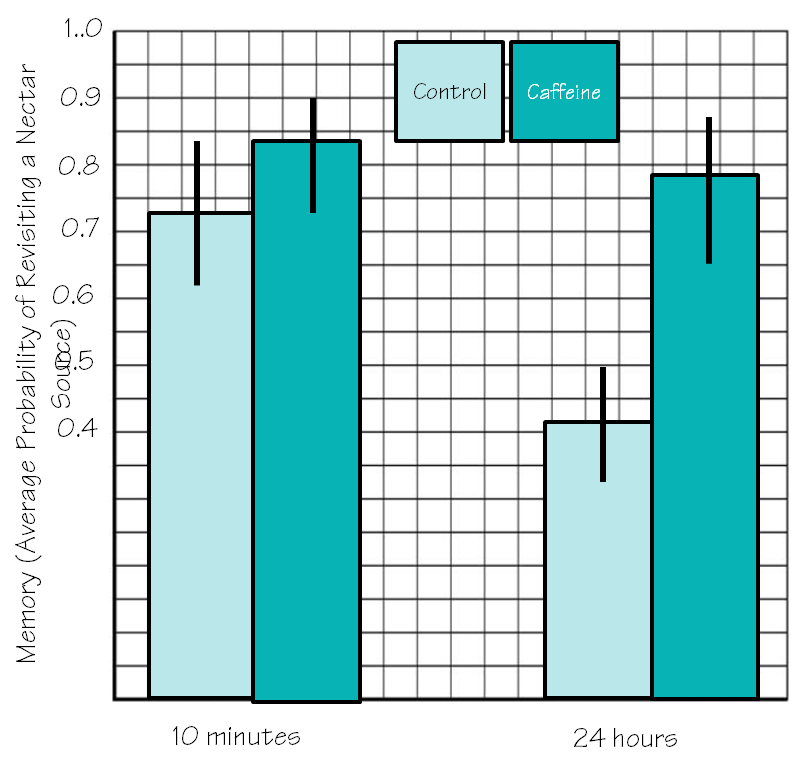 1.0
0.9
0.8
0.7
0.6
0.5
0.4
Memory (Average Probability of Revisiting a Nectar
Source)
Control
Caffeine
10 minutes
24 hours